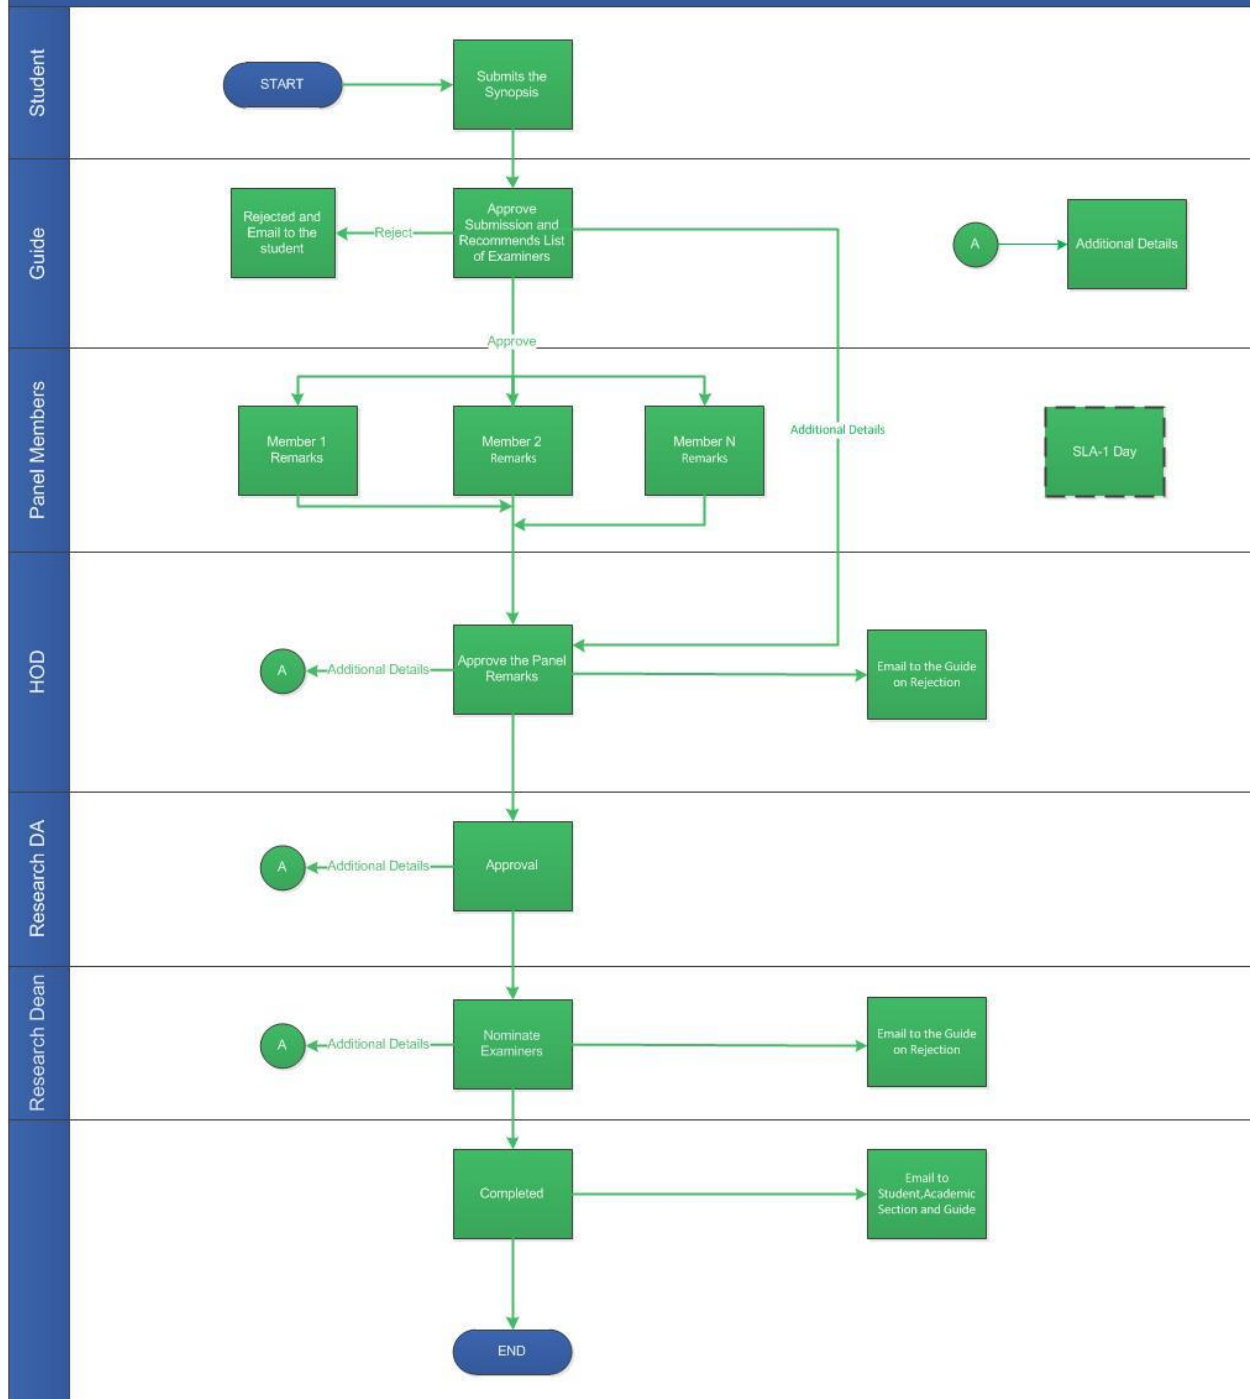 Student
START
Submits the
Synopsis
Guide
Rejected and
Email to the
student
Reject
Approve
Submission and
Recommends List
of Examiners
A
Additional Details
Approve
Panel Members
Member 1
Remarks
Member 2
Remarks
Member N
Remarks
Additional Details
SLA-1 Day
HOD
A
Additional Details
Approve the Panel
Remarks
Email to the Guide
on Rejection
Research DA
A
Additional Details
Approval
Research Dean
A
Additional Details
Nominate
Examiners
Email to the Guide
on Rejection
Completed
Email to
Student,Academic
Section and Guide
END